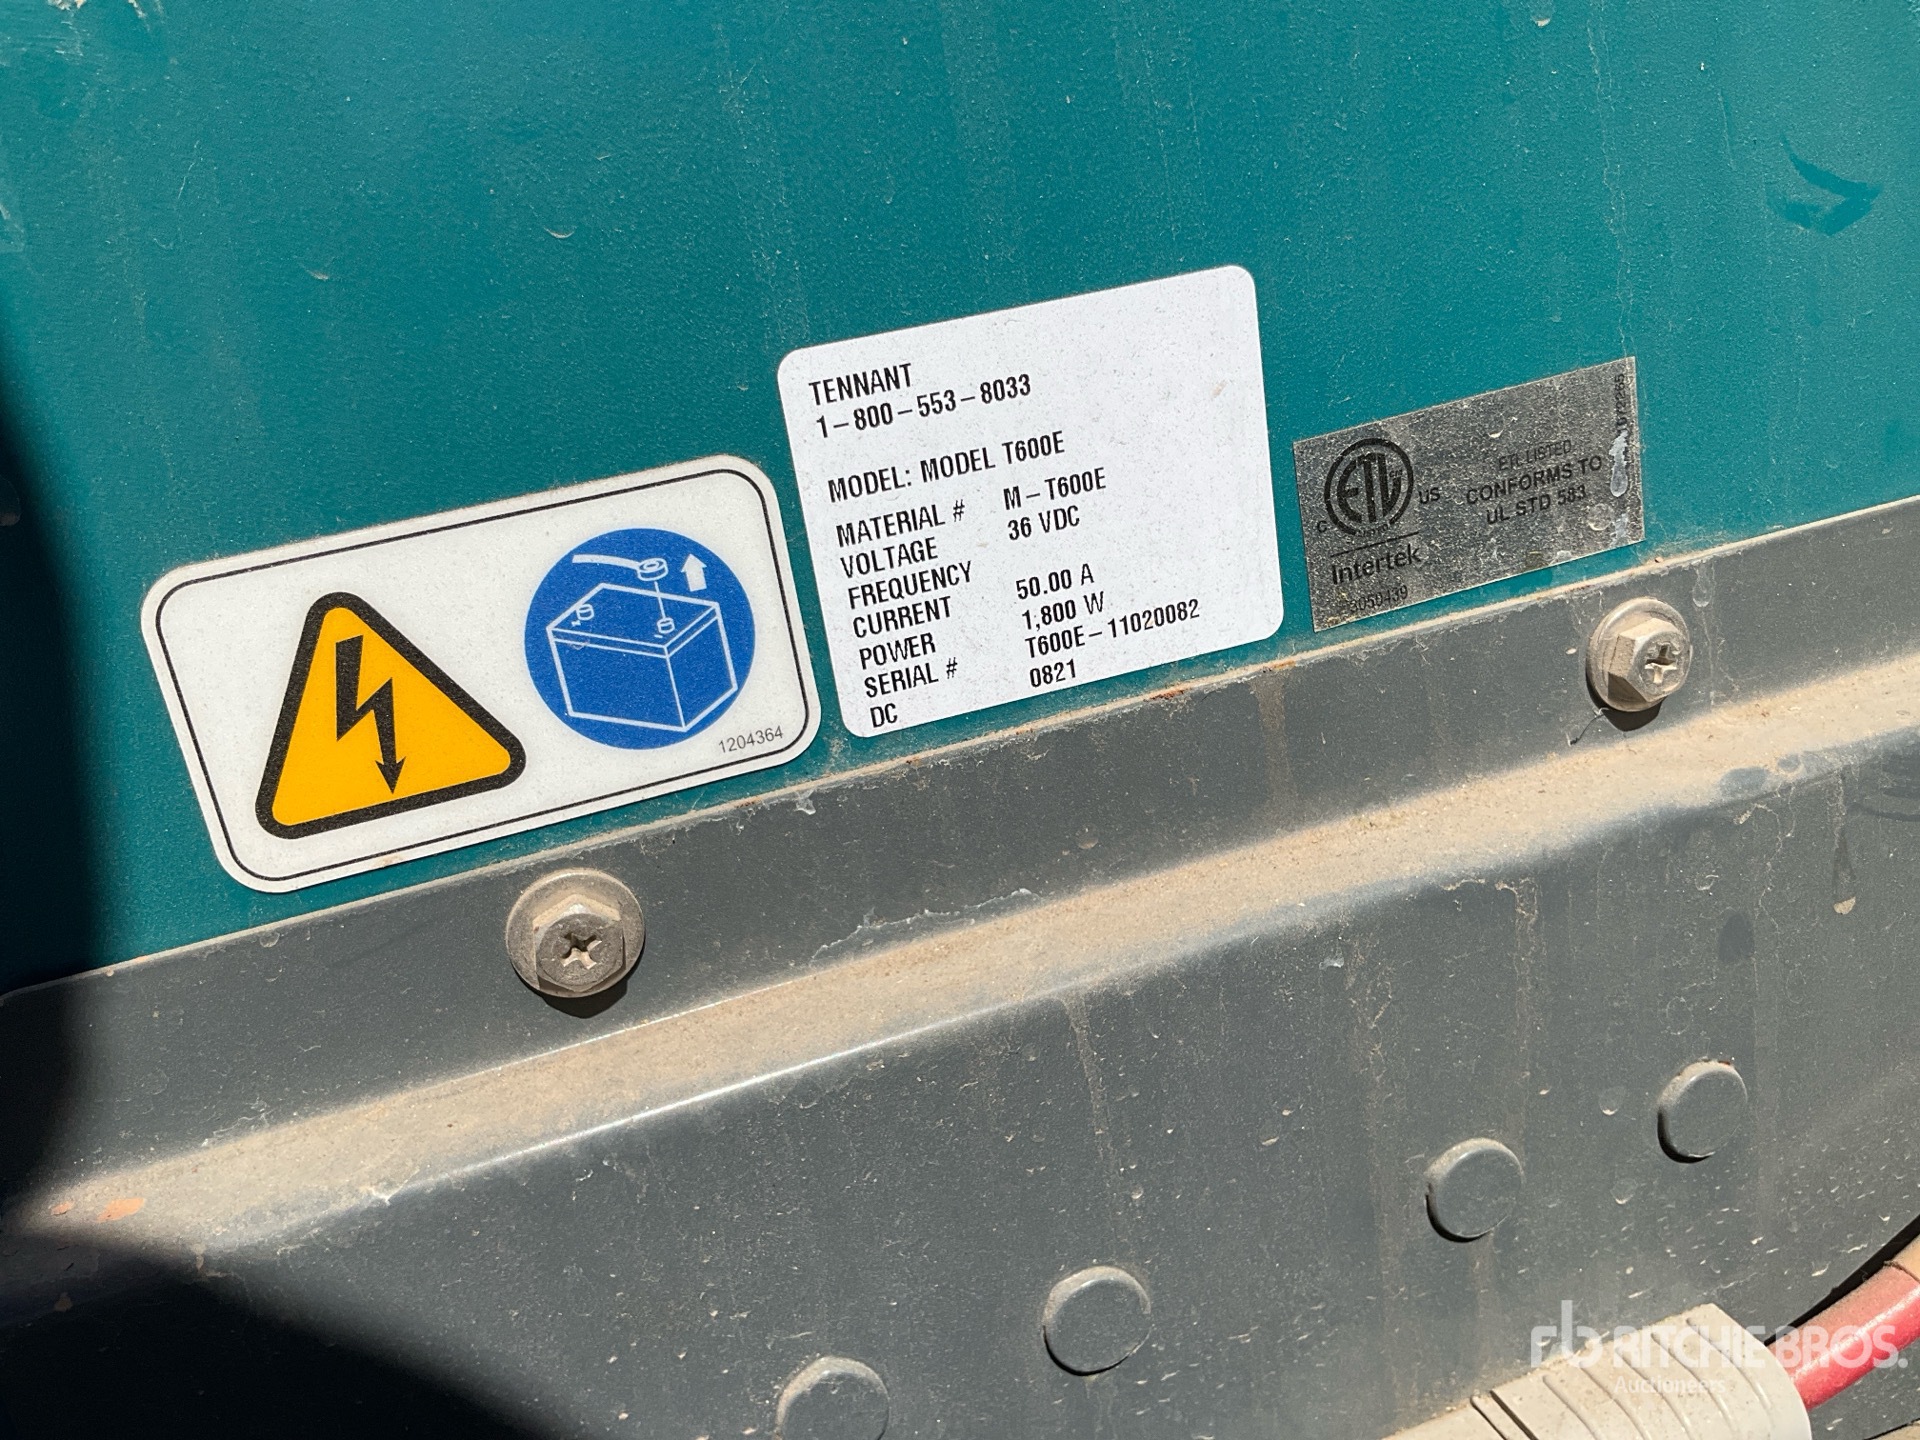 TENNANT
1-800-553-8033
MODEL: MODEL T600E
MATERIAL # M-T600E
VOLTAGE 36 VDC
FREQUENCY
CURRENT 50.00 A
POWER 1,800 W
SERIAL # T600E-11020082
DC 0821
1204364
ETL
C US
Intertek
3050439
ETL LISTED
CONFORMS TO
UL STD 583
rb RITCHIE BROS.
Auctioneers